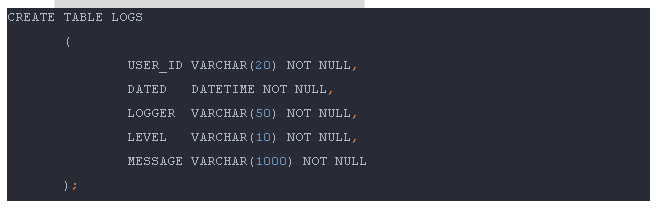 CREATE TABLE LOGS
(
USER_ID VARCHAR(20) NOT NULL,
DATED DATETIME NOT NULL,
LOGGER VARCHAR(50) NOT NULL,
LEVEL VARCHAR(10) NOT NULL,
MESSAGE VARCHAR(1000) NOT NULL
);